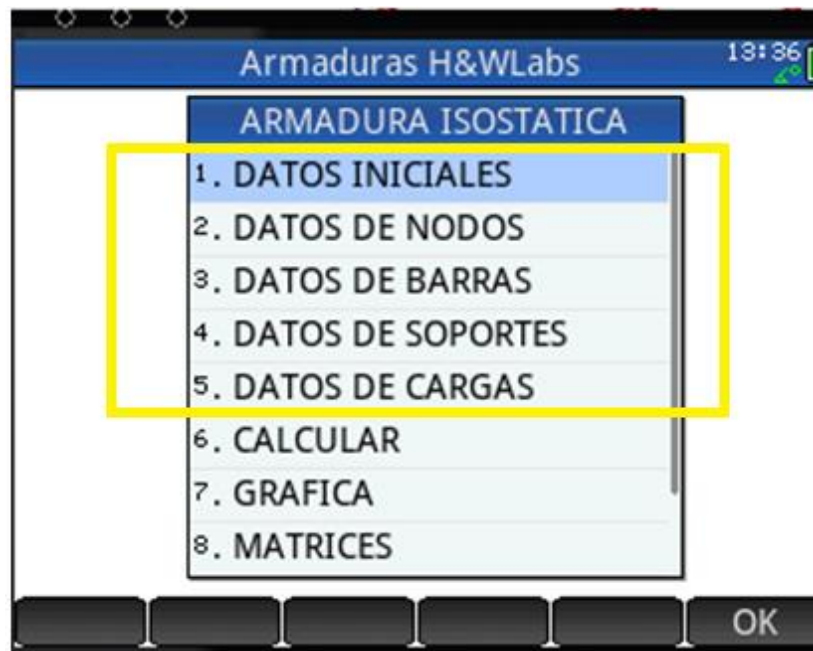 Armaduras H&WLabs 13:36
ARMADURA ISOSTATICA
1. DATOS INICIALES
2. DATOS DE NODOS
3. DATOS DE BARRAS
4. DATOS DE SOPORTES
5. DATOS DE CARGAS
6. CALCULAR
7. GRAFICA
8. MATRICES
OK